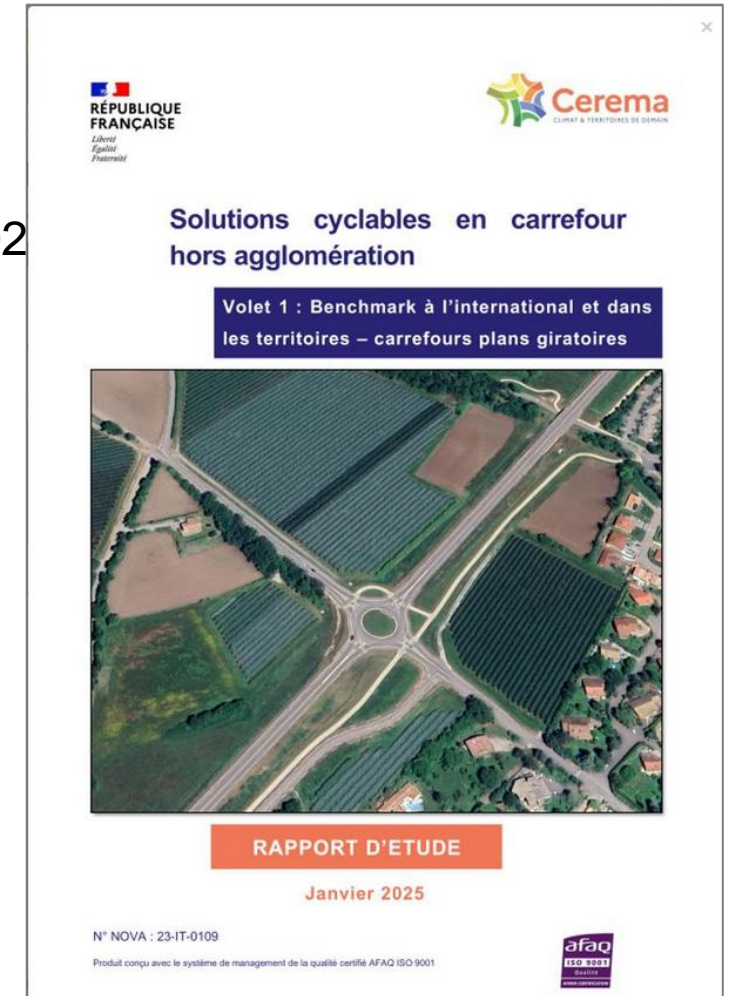 RÉPUBLIQUE
FRANÇAISE
Liberté
Égalité
Fraternité
Cerema
CLIMAT & TERRITOIRES DE DEMAIN
2
Solutions cyclables en carrefour
hors agglomération
Volet 1 : Benchmark à l'international et dans
les territoires – carrefours plans giratoires
RAPPORT D'ETUDE
Janvier 2025
N° NOVA : 23-IT-0109
Produit conçu avec le système de management de la qualité certifié AFAQ ISO 9001
afaq
ISO 9001
Qualité
AFNOR CERTIFICATION